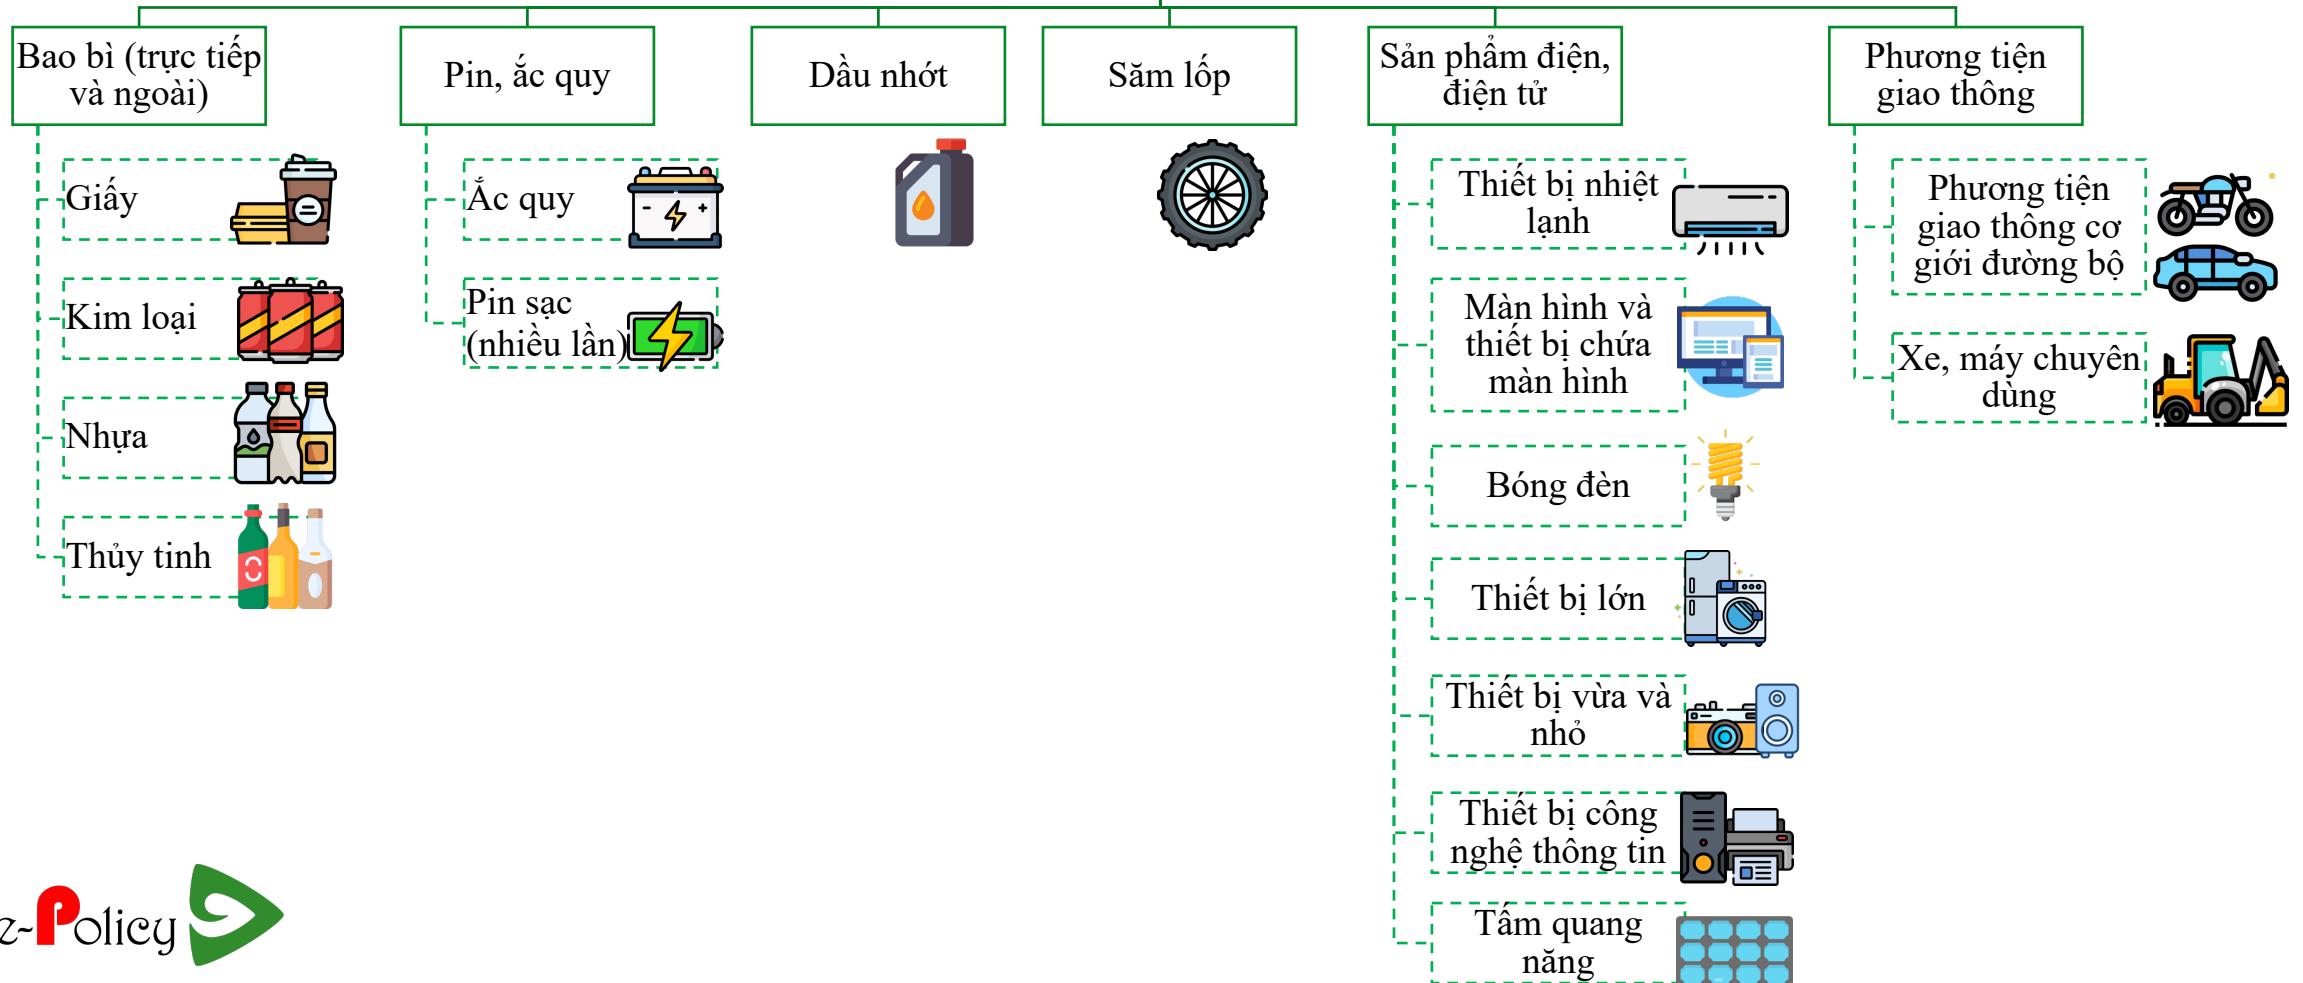 Bao bì (trực tiếp
và ngoài)
Giấy
Kim loại
Nhựa
Thủy tinh
Pin, ắc quy
Ắc quy
Pin sạc
(nhiều lần)
Dầu nhớt
Săm lốp
Sản phẩm điện,
điện tử
Thiết bị nhiệt
lạnh
Màn hình và
thiết bị chứa
màn hình
Bóng đèn
Thiết bị lớn
Thiết bị vừa và
nhỏ
Thiết bị công
nghệ thông tin
Tấm quang
năng
Phương tiện
giao thông
Phương tiện
giao thông cơ
giới đường bộ
Xe, máy chuyên
dùng
e-Policy